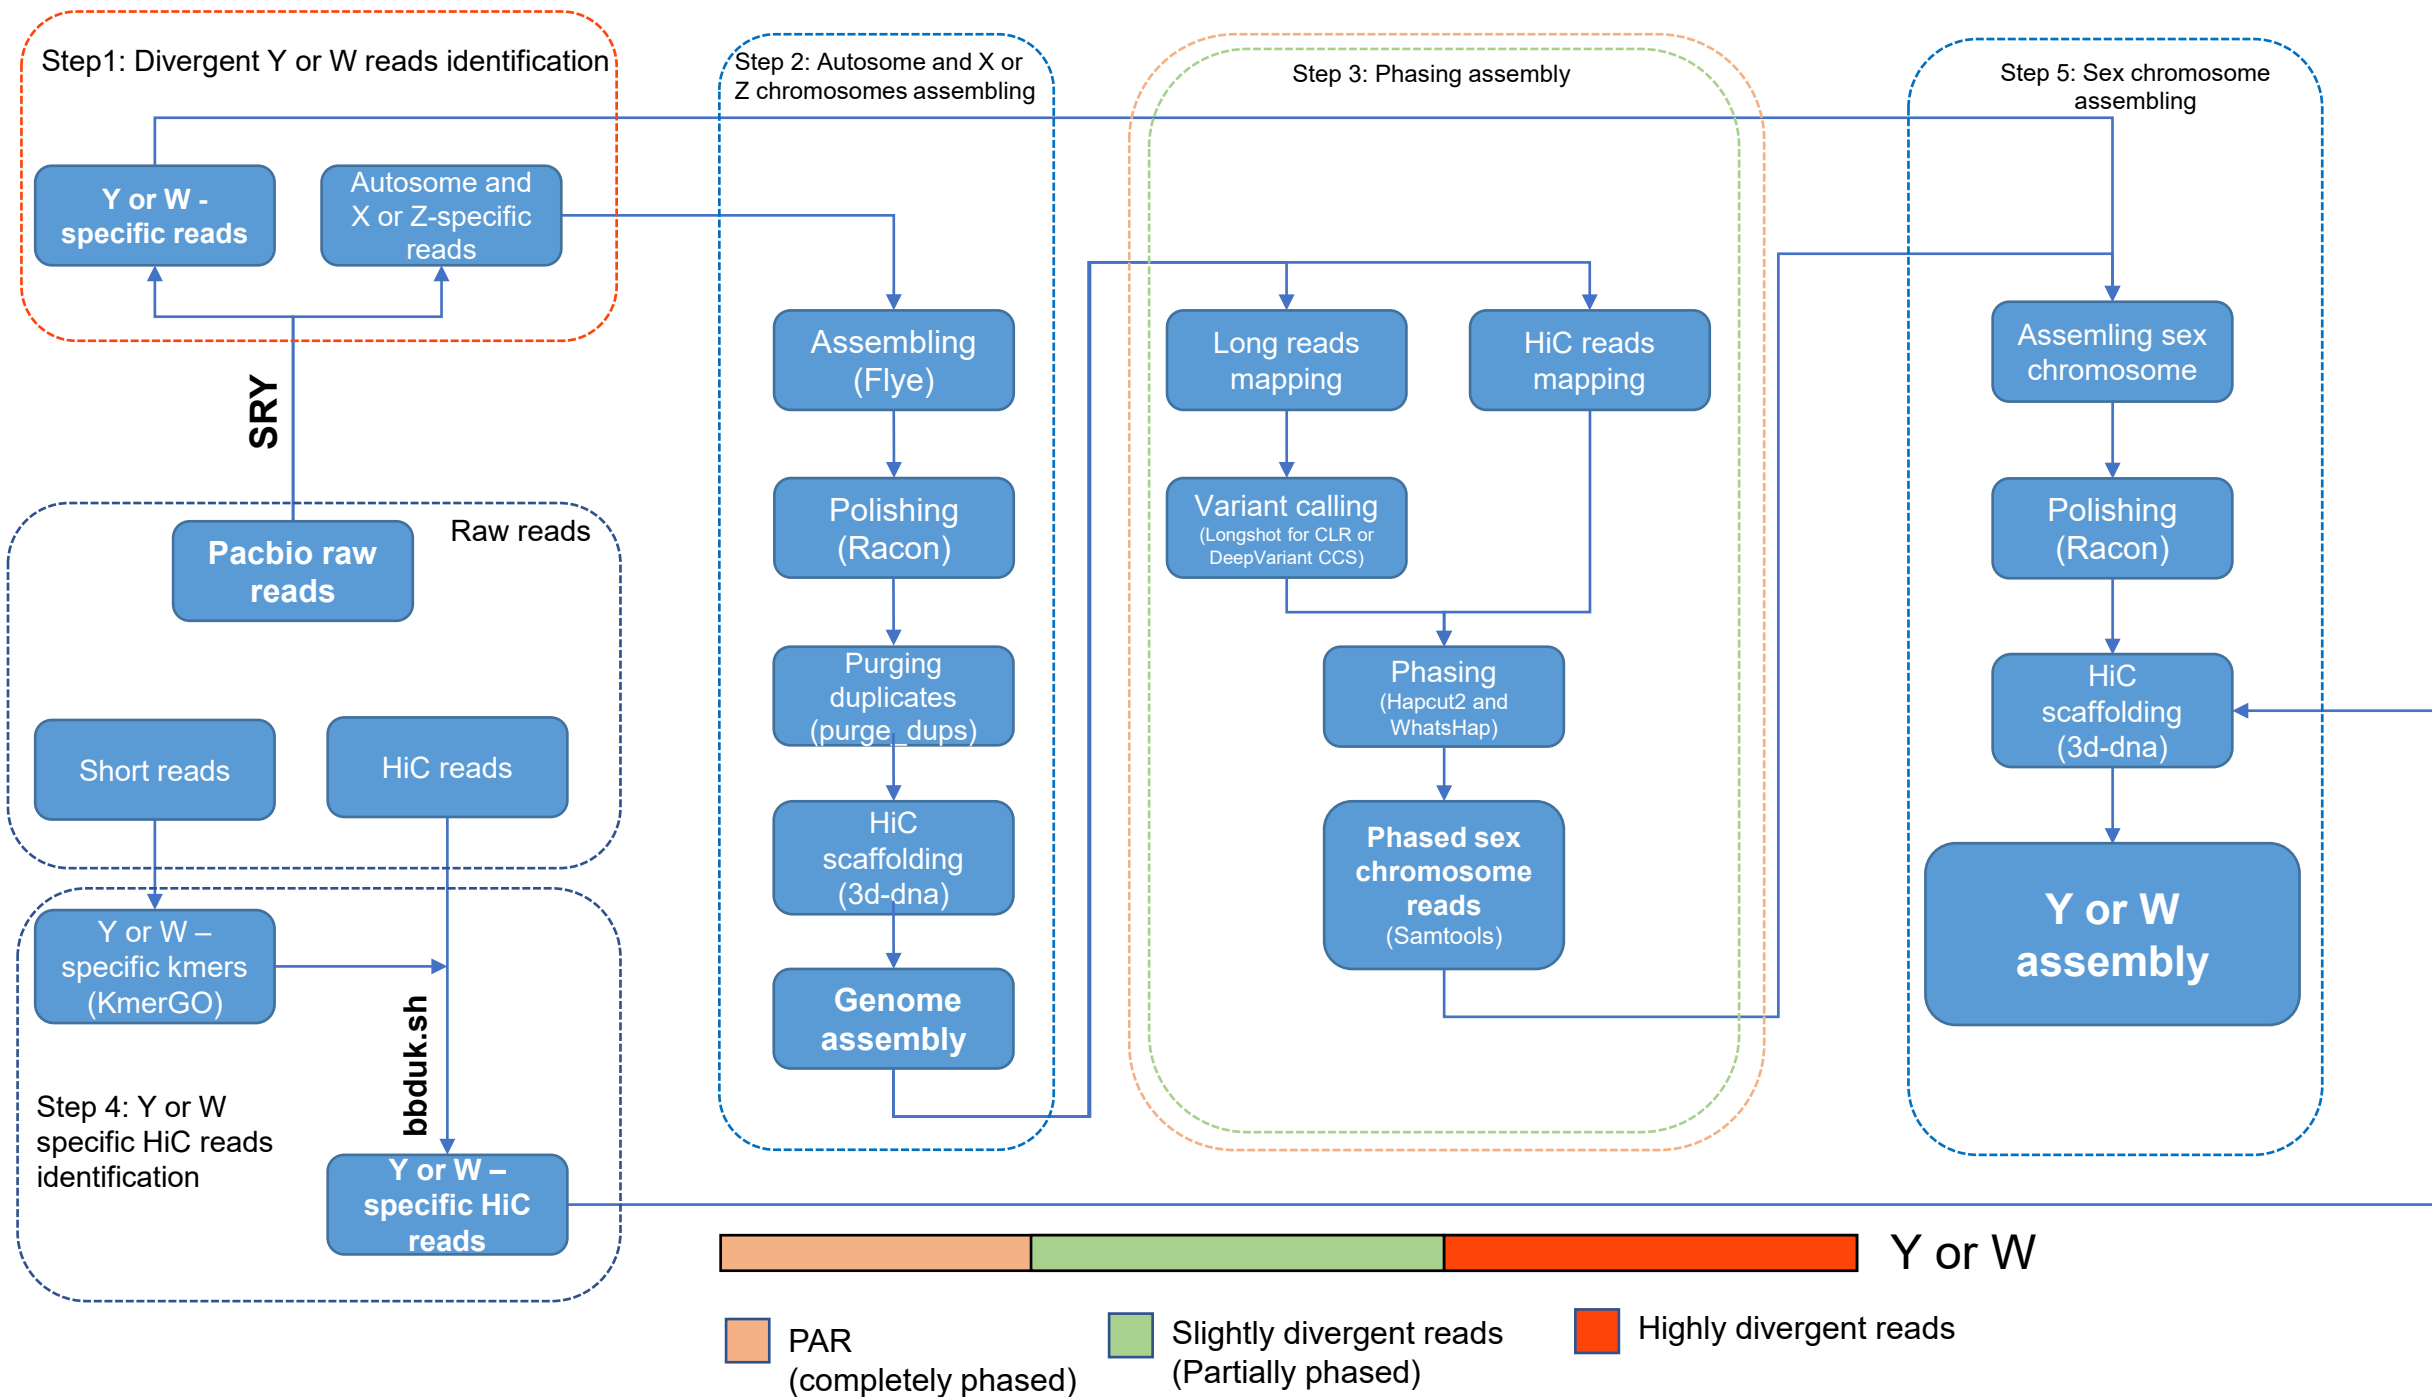 Step1: Divergent Y or W reads identification
Y or W -
specific reads
Autosome and
X or Z-specific
reads
SRY
Raw reads
Pacbio raw
reads
Short reads
HiC reads
Y or W –
specific kmers
(KmerGO)
bbduk.sh
Step 4: Y or W
specific HiC reads
identification
Y or W –
specific HiC
reads
Step 2: Autosome and X or
Z chromosomes assembling
Assembling
(Flye)
Polishing
(Racon)
Purging
duplicates
(purge_dups)
HiC
scaffolding
(3d-dna)
Genome
assembly
Step 3: Phasing assembly
Long reads
mapping
HiC reads
mapping
Variant calling
(Longshot for CLR or
DeepVariant CCS)
Phasing
(Hapcut2 and
WhatsHap)
Phased sex
chromosome
reads
(Samtools)
Step 5: Sex chromosome
assembling
Assemling sex
chromosome
Polishing
(Racon)
HiC
scaffolding
(3d-dna)
Y or W
assembly
Y or W
PAR
(completely phased)
Slightly divergent reads
(Partially phased)
Highly divergent reads